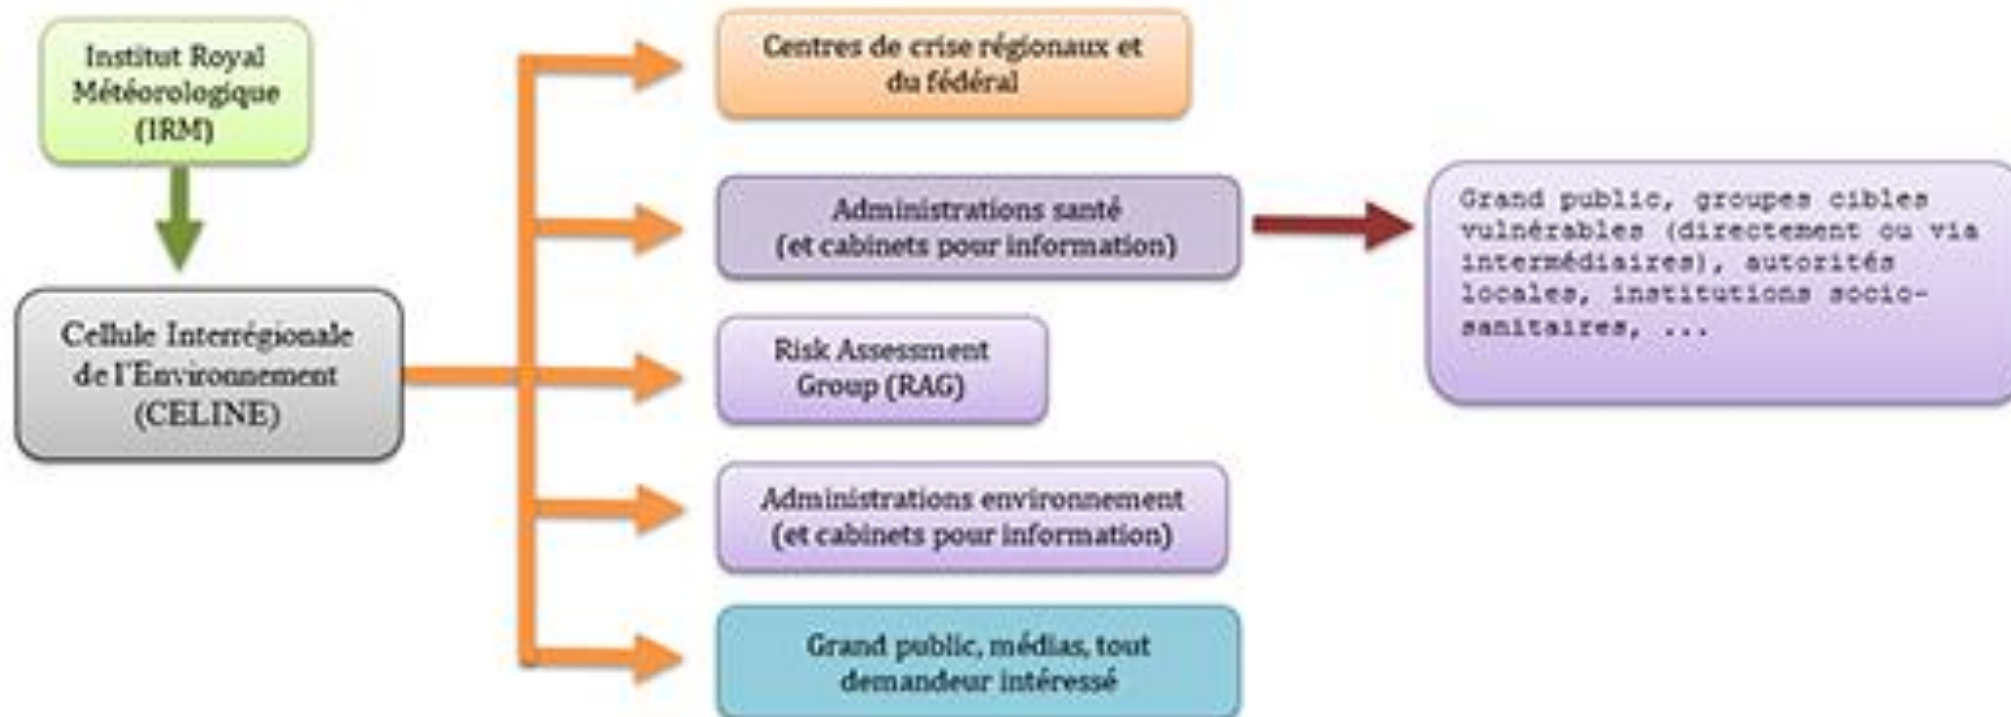 Institut Royal
Météorologique
(IRM)
Cellule Interrégionale
de l'Environnement
(CELINE)
Centres de crise régionaux et
du fédéral
Administrations santé
(et cabinets pour information)
Risk Assessment
Group (RAG)
Administrations environnement
(et cabinets pour information)
Grand public, médias, tout
demandeur intéressé
Grand public, groupes cibles
vulnérables (directement ou via
intermédiaires), autorités
locales, institutions socio-
sanitaires, ...